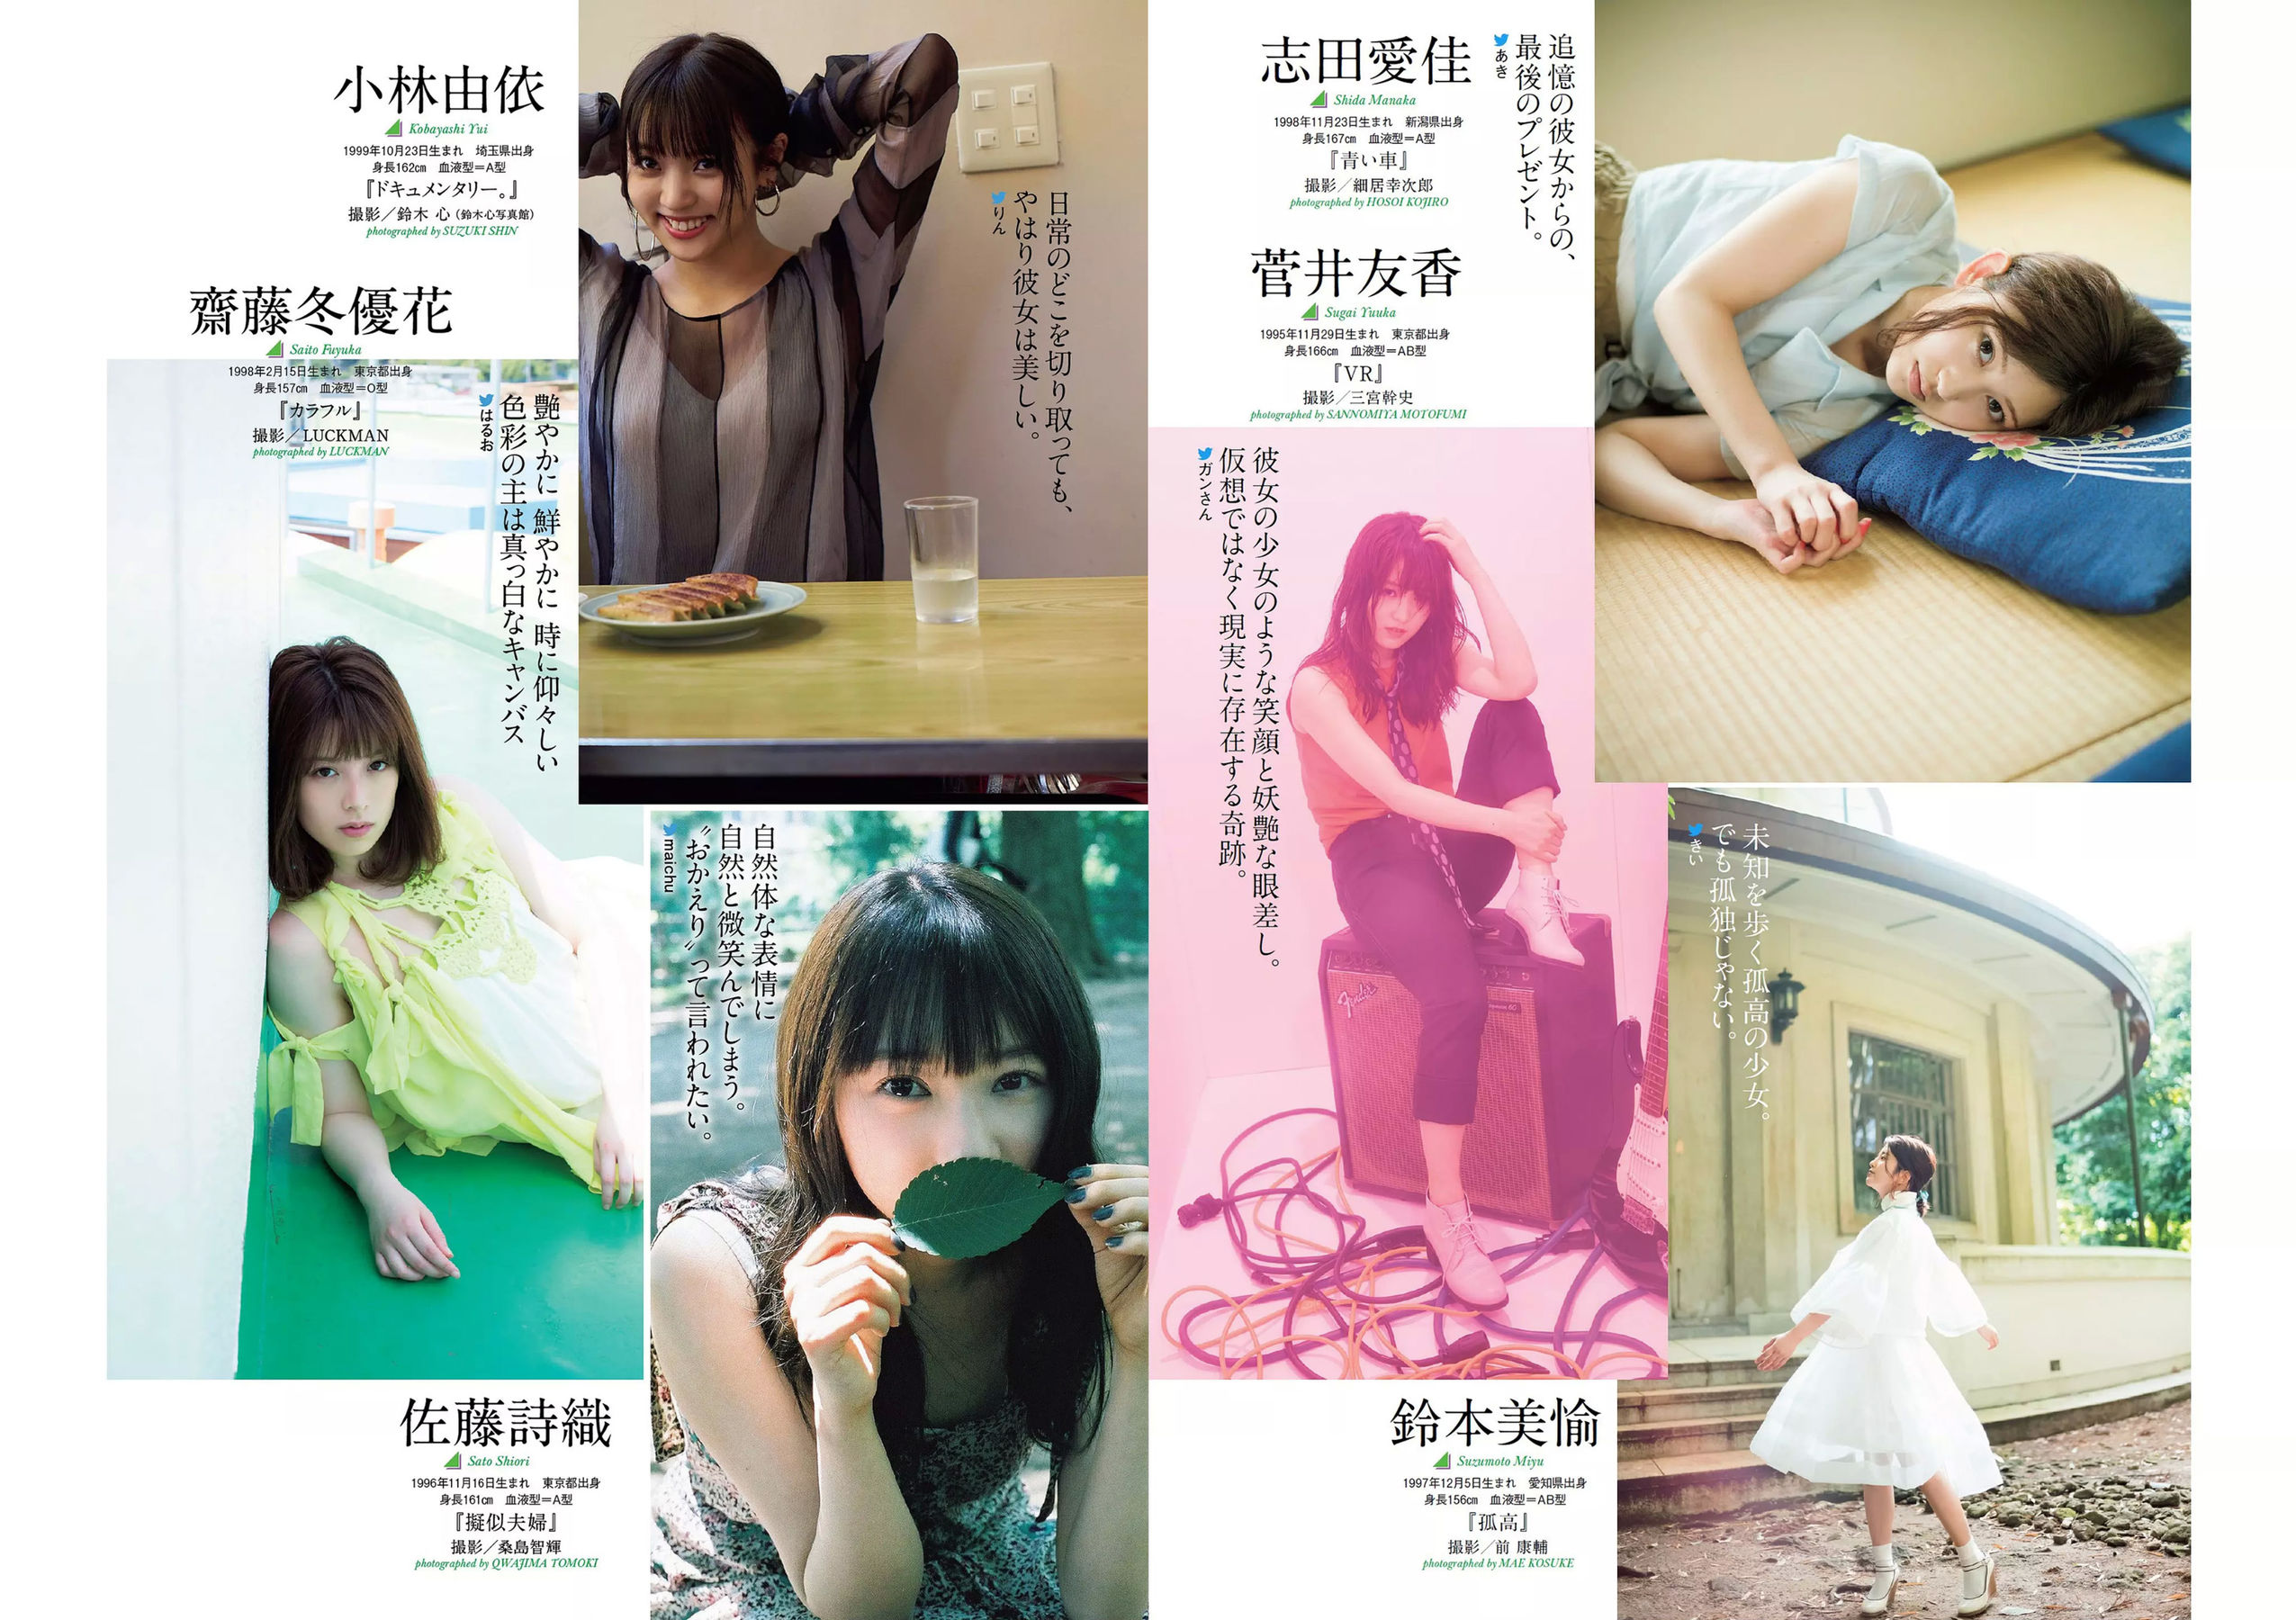 追憶の彼女からの、
最後のプレゼント。
あき
志田愛佳
Shida Manaka
1998年11月23日生まれ　新潟県出身
身長167㎝　血液型＝A型
『青い車』
撮影／細居幸次郎
photographed by HOSOI KOJIRO
菅井友香
Sugai Yuuka
1995年11月29日生まれ　東京都出身
身長166㎝　血液型＝AB型
『VR』
撮影／三宮幹史
photographed by SANNOMIYA MOTOFUMI
彼女の少女のような笑顔と妖艶な眼差し。
仮想ではなく現実に存在する奇跡。
ガンさん
Fender
未知を歩く孤高の少女。
でも孤独じゃない。
きい
鈴本美愉
Suzumoto Miyu
1997年12月5日生まれ　愛知県出身
身長156㎝　血液型＝AB型
『孤高』
撮影／前 康輔
photographed by MAE KOSUKE
小林由依
Kobayashi Yui
1999年10月23日生まれ　埼玉県出身
身長162㎝　血液型＝A型
『ドキュメンタリー。』
撮影／鈴木 心（鈴木心写真館）
photographed by SUZUKI SHIN
日常のどこを切り取っても、
やはり彼女は美しい。
りん
齋藤冬優花
Saito Fuyuka
1998年2月15日生まれ　東京都出身
身長157㎝　血液型＝O型
『カラフル』
撮影／LUCKMAN
photographed by LUCKMAN
艶やかに 鮮やかに 時に仰々しい
色彩の主は真っ白なキャンバス
はるお
自然体な表情に
自然と微笑んでしまう。
〝おかえり〟って言われたい。
maichu
佐藤詩織
Sato Shiori
1996年11月16日生まれ　東京都出身
身長161㎝　血液型＝A型
『擬似夫婦』
撮影／桑島智輝
photographed by QWAJIMA TOMOKI